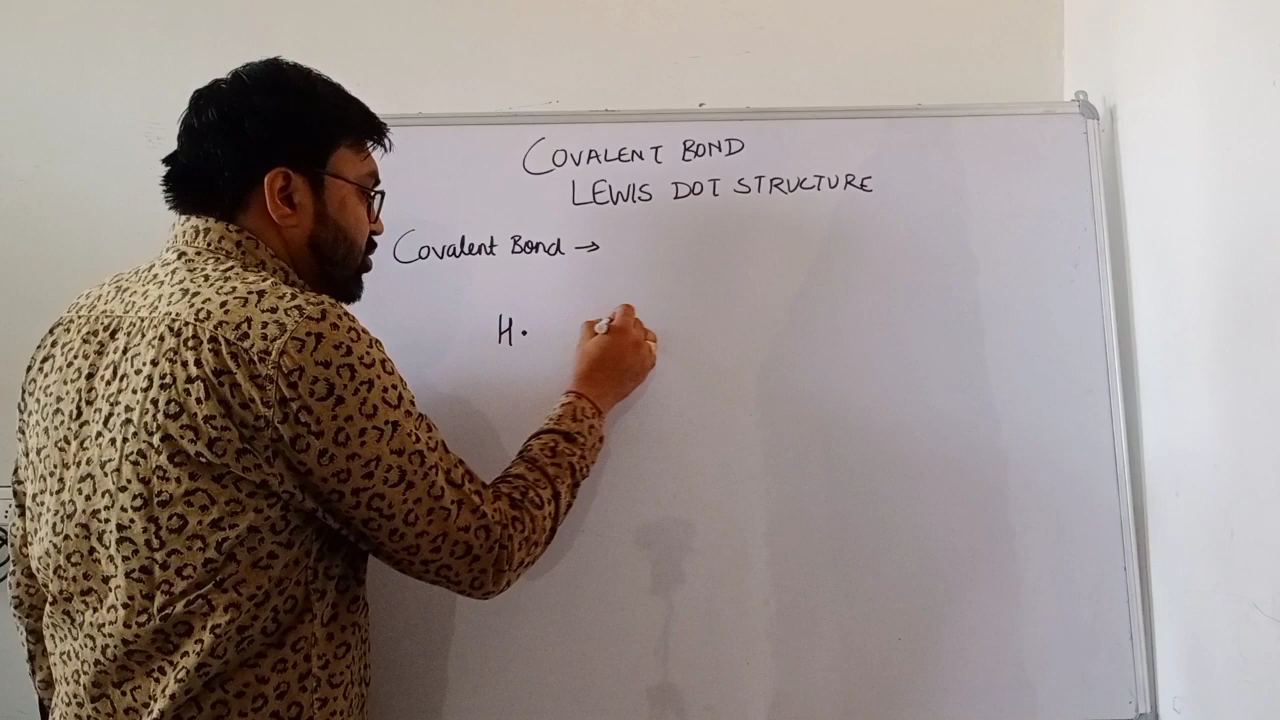 COVALENT BOND
LEWIS DOT STRUCTURE
Covalent Bond →
H·